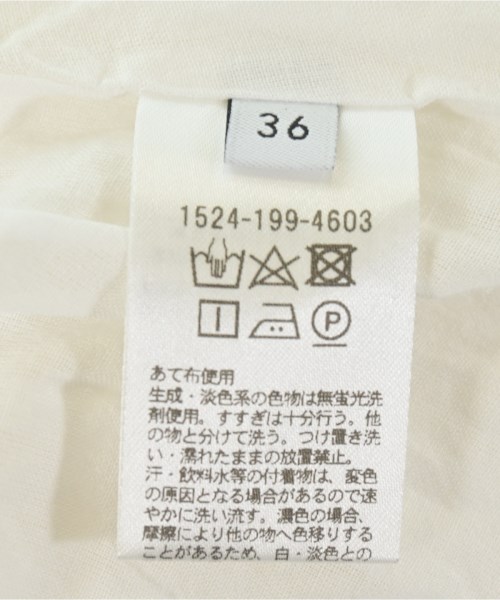 36
1524-199-4603
P
あて布使用
生成・淡色系の色物は無蛍光洗
剤使用。すすぎは十分行う。他
の物と分けて洗う。つけ置き洗
い・濡れたままの放置禁止。
汗・飲料水等の付着物は、変色
の原因となる場合があるので速
やかに洗い流す。濃色の場合、
摩擦により他の物へ色移りする
ことがあるため、白・淡色との